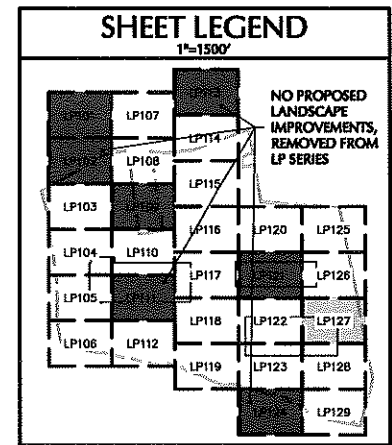 SHEET LEGEND
1"=1500'
NO PROPOSED
LANDSCAPE
IMPROVEMENTS,
REMOVED FROM
LP SERIES
LP107
LP114
LP108
LP115
LP103
LP116
LP120
LP125
LP104
LP110
LP117
LP126
LP105
LP111
LP118
LP122
LP127
LP106
LP112
LP119
LP123
LP128
LP129